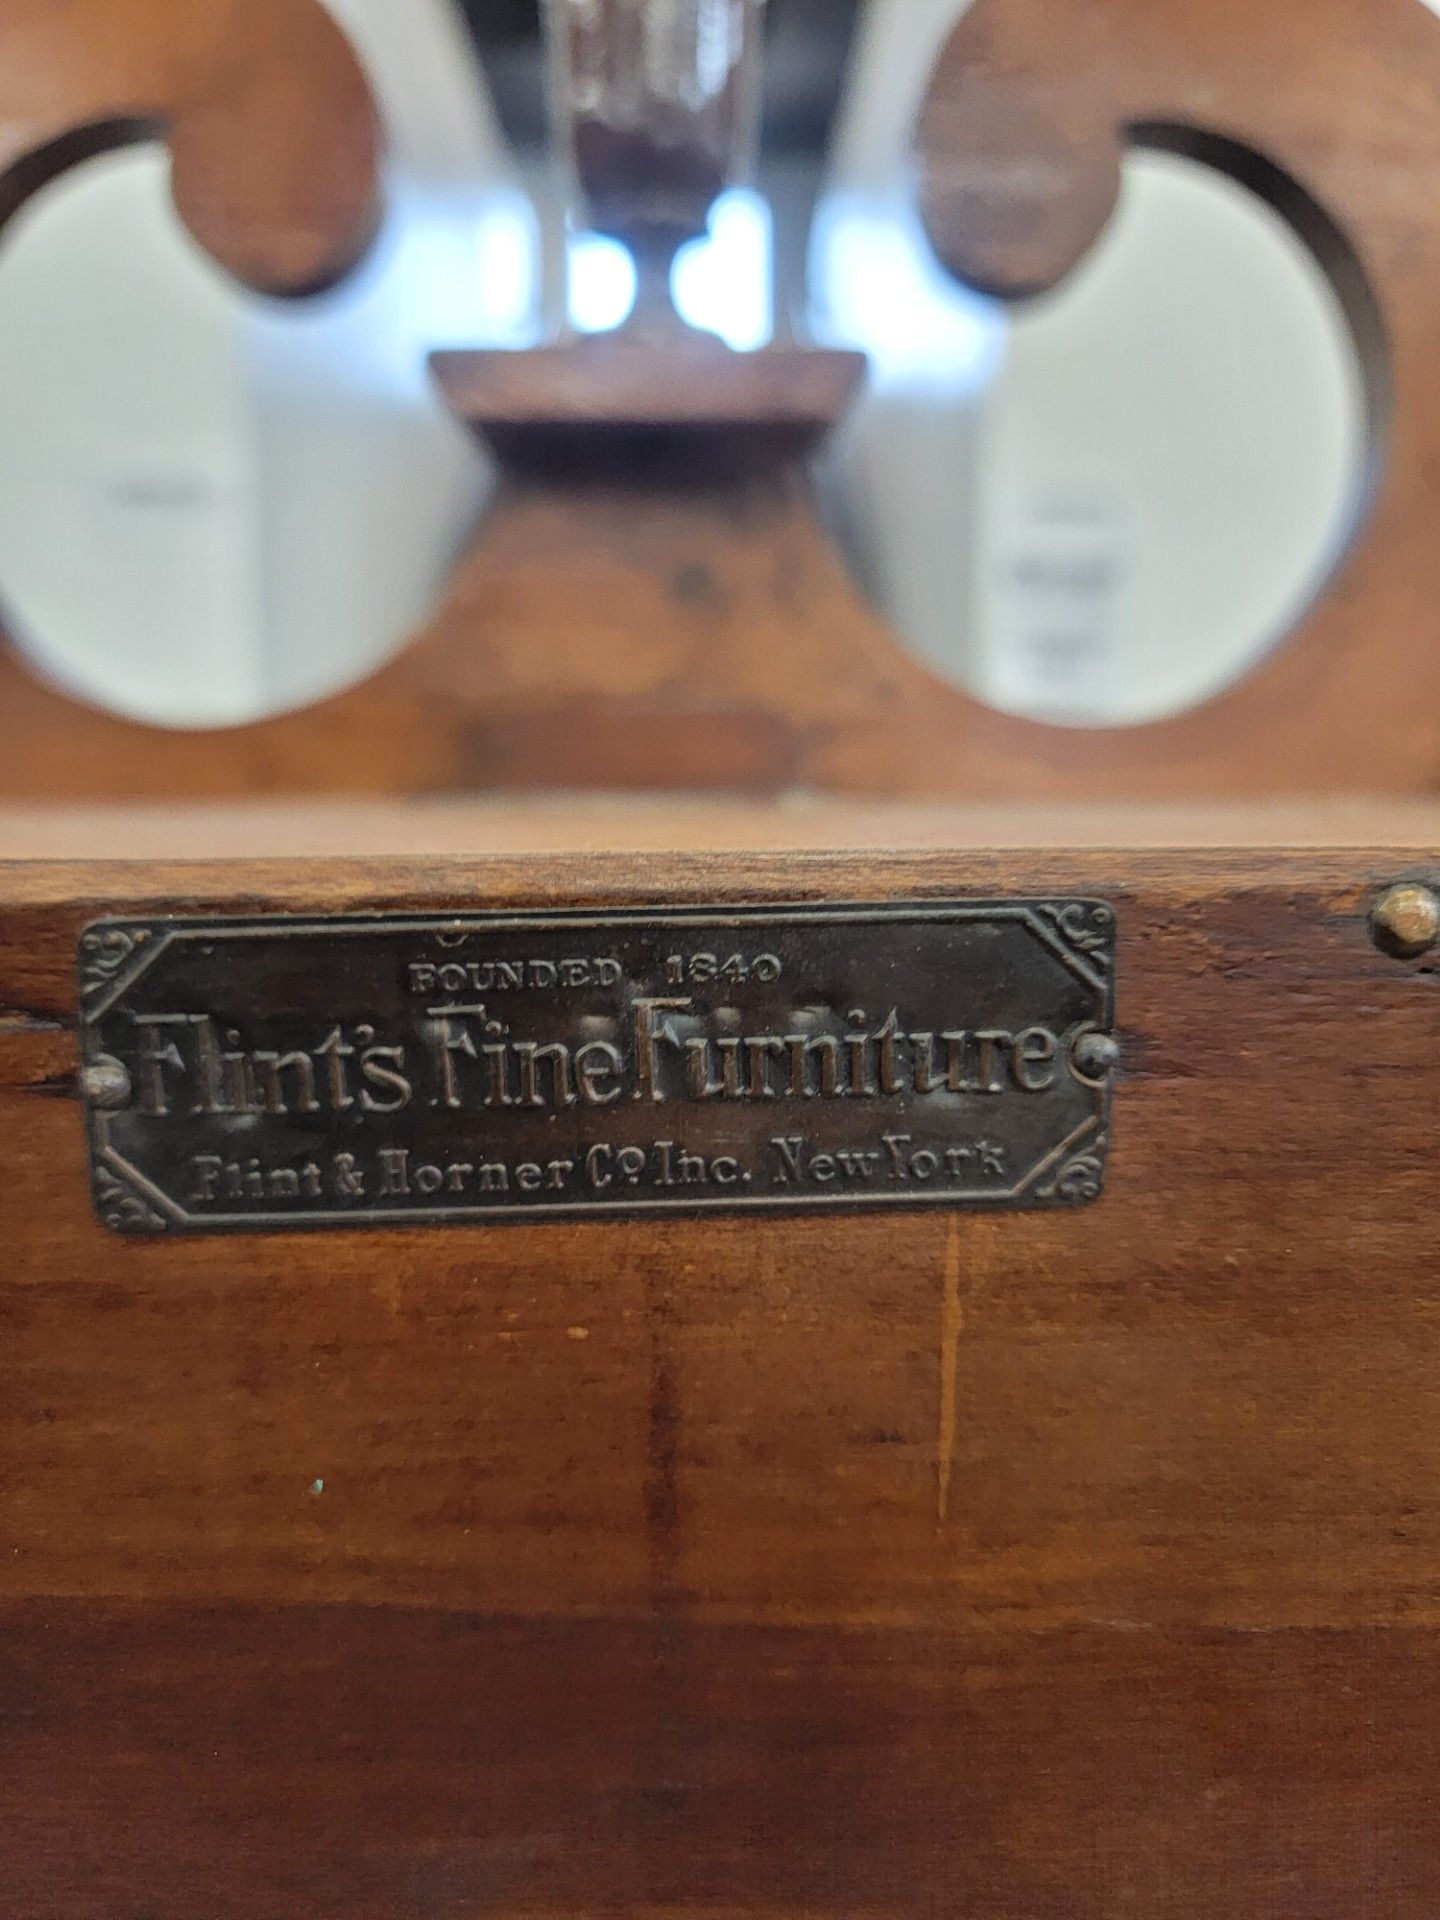 FOUNDED 1840
Flint's Fine Furniture
Flint & Horner Co Inc. New York